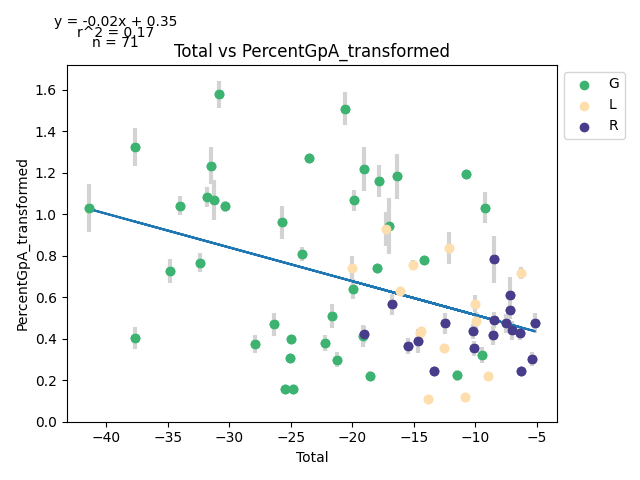 y = -0.02x + 0.35
r^2 = 0.17
n = 71
Total vs PercentGpA_transformed
G
L
R
PercentGpA_transformed
1.6
1.4
1.2
1.0
0.8
0.6
0.4
0.2
0.0
−40 −35 −30 −25 −20 −15 −10 −5
Total